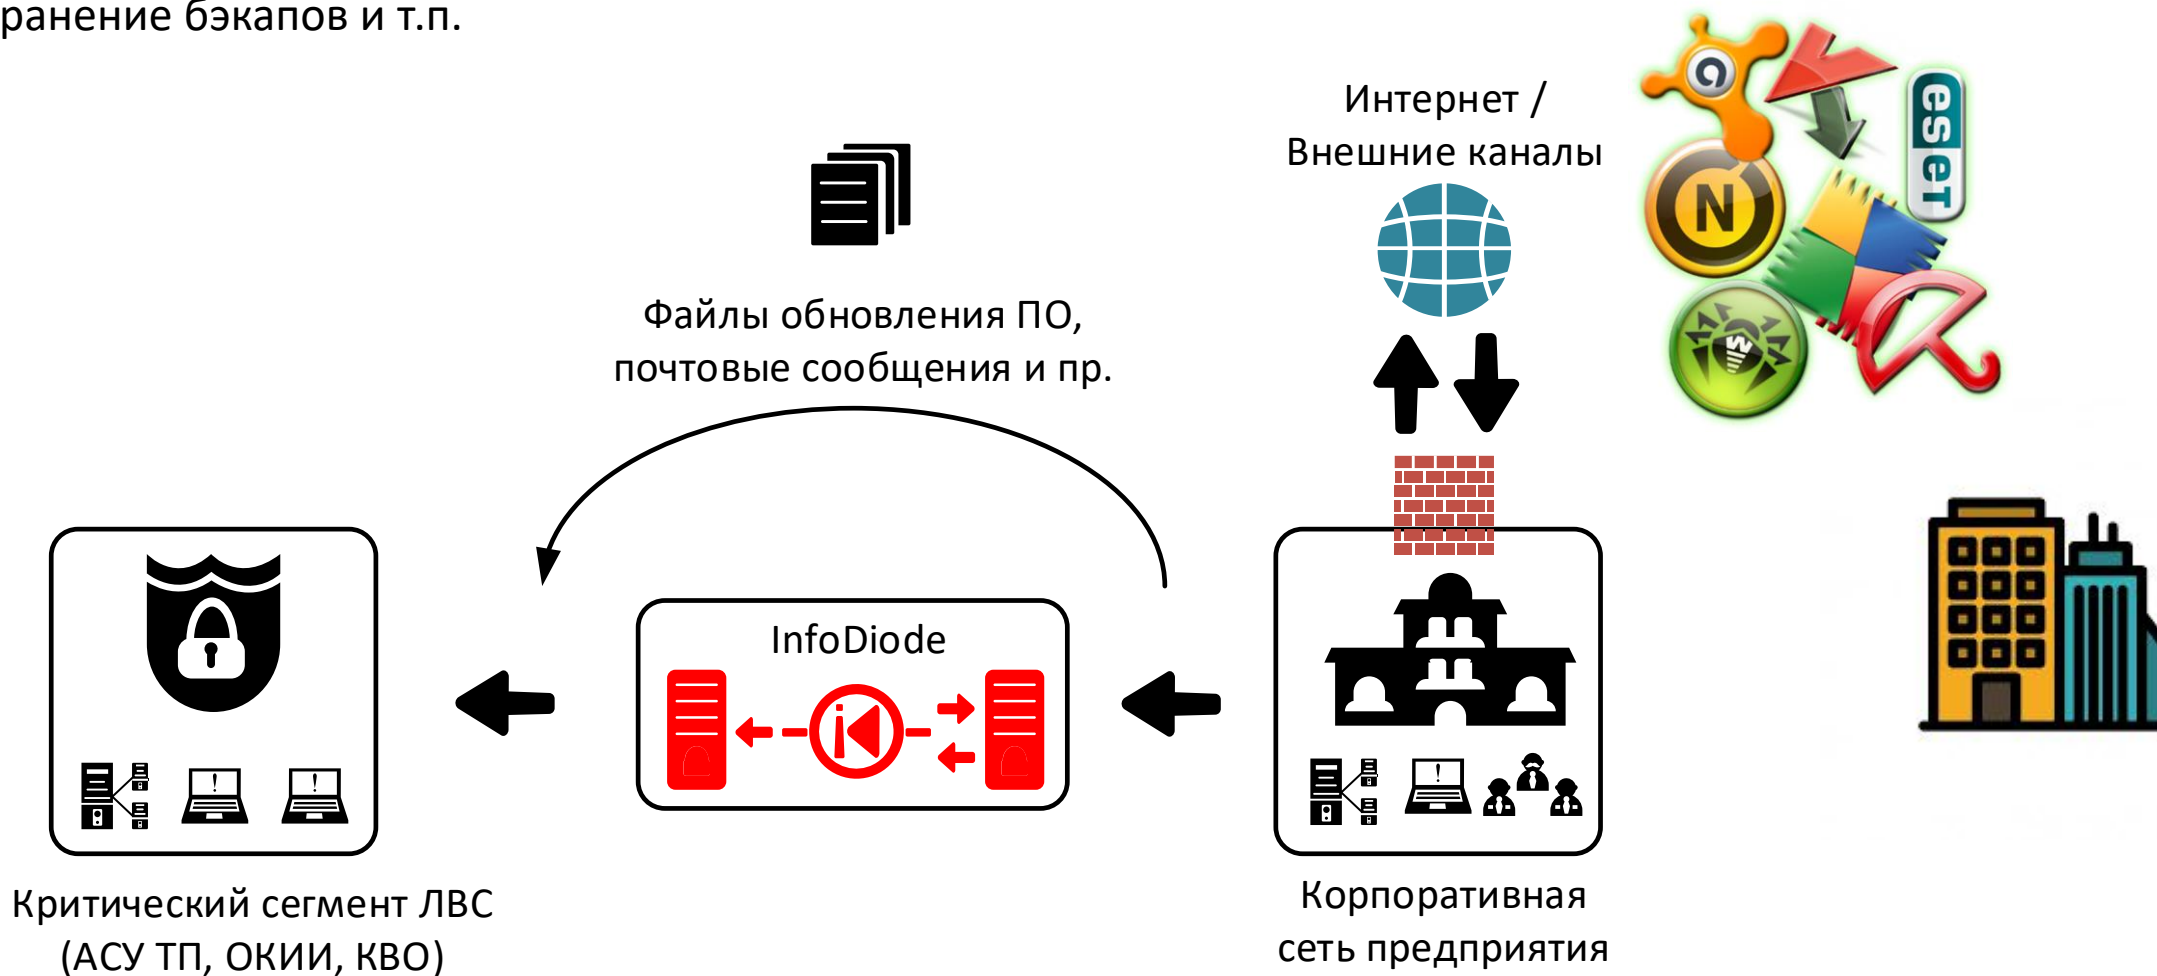 ранение бэкапов и т.п.
Интернет /
Внешние каналы
eseT
N
Файлы обновления ПО,
почтовые сообщения и пр.
InfoDiode
Критический сегмент ЛВС
(АСУ ТП, ОКИИ, КВО)
Корпоративная
сеть предприятия